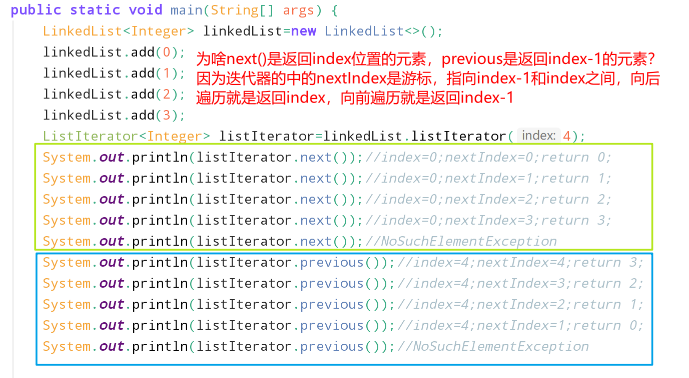 public static void main(String[] args) {
LinkedList<Integer> linkedList=new LinkedList<>();
linkedList.add(0);
linkedList.add(1);
linkedList.add(2);
linkedList.add(3);
为啥next()是返回index位置的元素，previous是返回index-1的元素?
因为迭代器的中的nextIndex是游标，指向index-1和index之间，向后
遍历就是返回index，向前遍历就是返回index-1
ListIterator<Integer> listIterator=linkedList.listIterator( index: 4);
System.out.println(listIterator.next());//index=0;nextIndex=0;return 0;
System.out.println(listIterator.next());//index=0;nextIndex=1;return 1;
System.out.println(listIterator.next());//index=0;nextIndex=2;return 2;
System.out.println(listIterator.next());//index=0;nextIndex=3;return 3;
System.out.println(listIterator.next());//NoSuchElementException
System.out.println(listIterator.previous());//index=4;nextIndex=4;return 3;
System.out.println(listIterator.previous());//index=4;nextIndex=3;return 2;
System.out.println(listIterator.previous());//index=4;nextIndex=2;return 1;
System.out.println(listIterator.previous());//index=4;nextIndex=1;return 0;
System.out.println(listIterator.previous());//NoSuchElementException